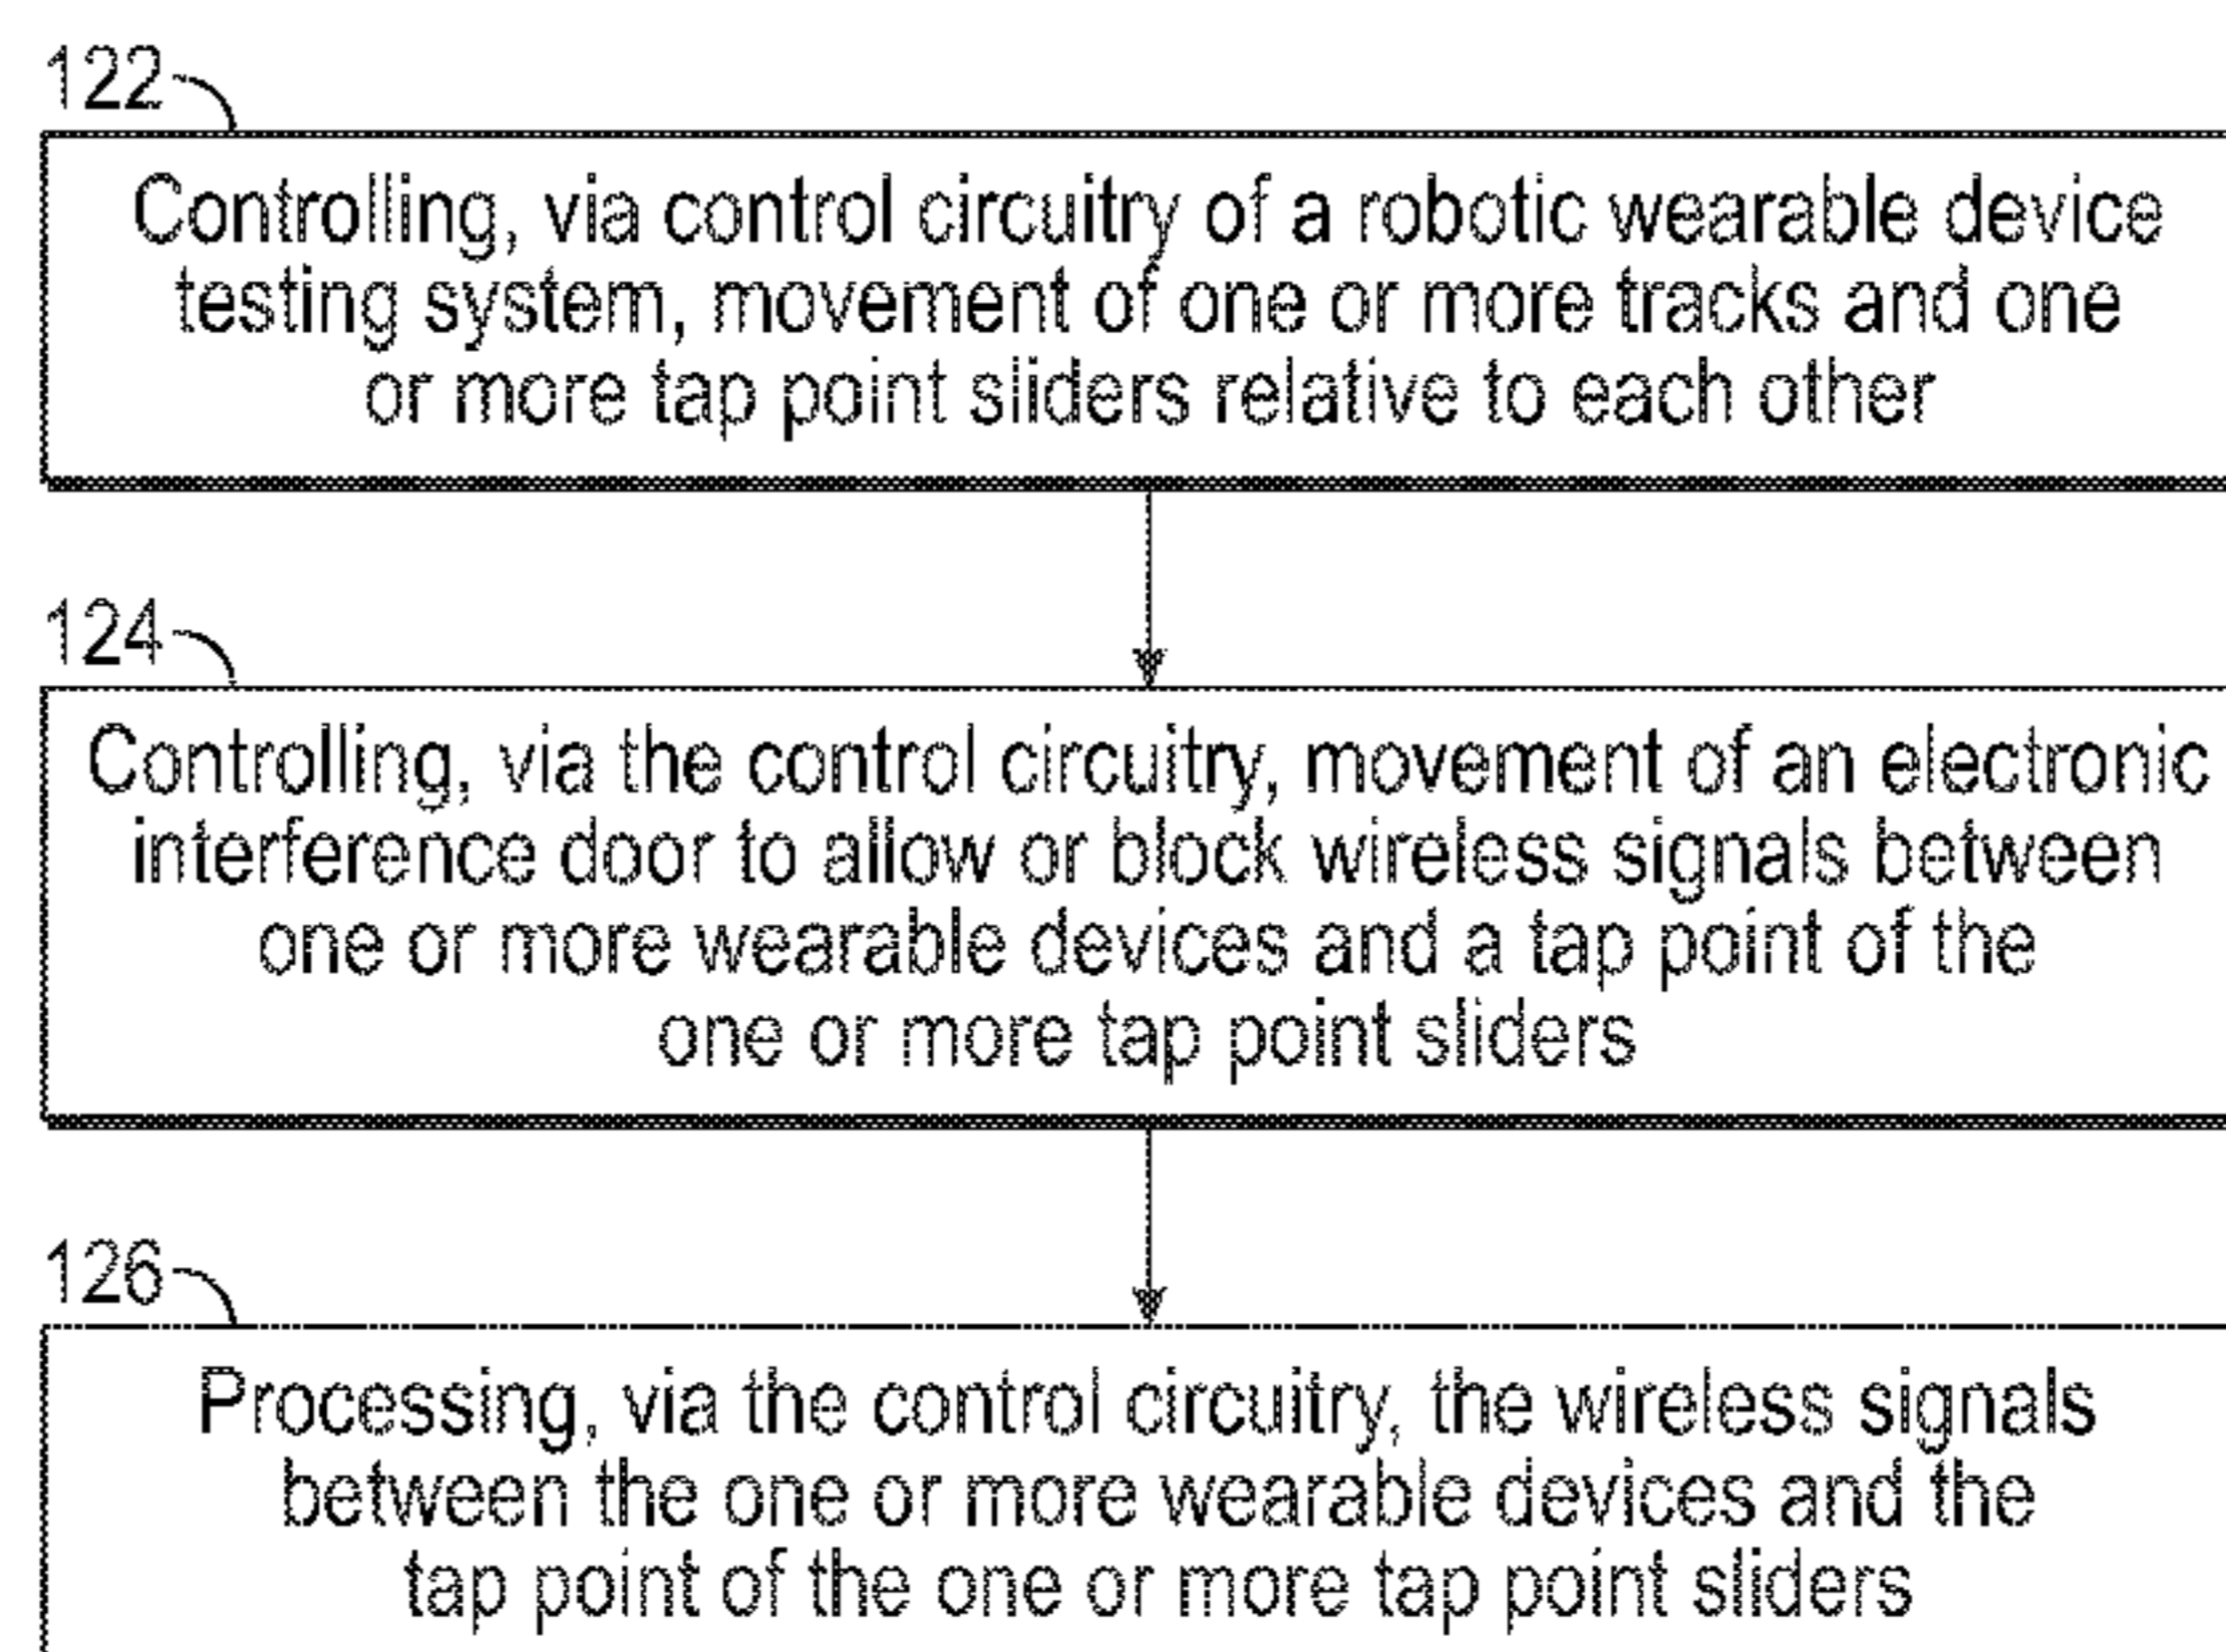 122
Controlling, via control circuitry of a robotic wearable device
testing system, movement of one or more tracks and one
or more tap point sliders relative to each other
124
Controlling, via the control circuitry, movement of an electronic
interference door to allow or block wireless signals between
one or more wearable devices and a tap point of the
one or more tap point sliders
126
Processing, via the control circuitry, the wireless signals
between the one or more wearable devices and the
tap point of the one or more tap point sliders